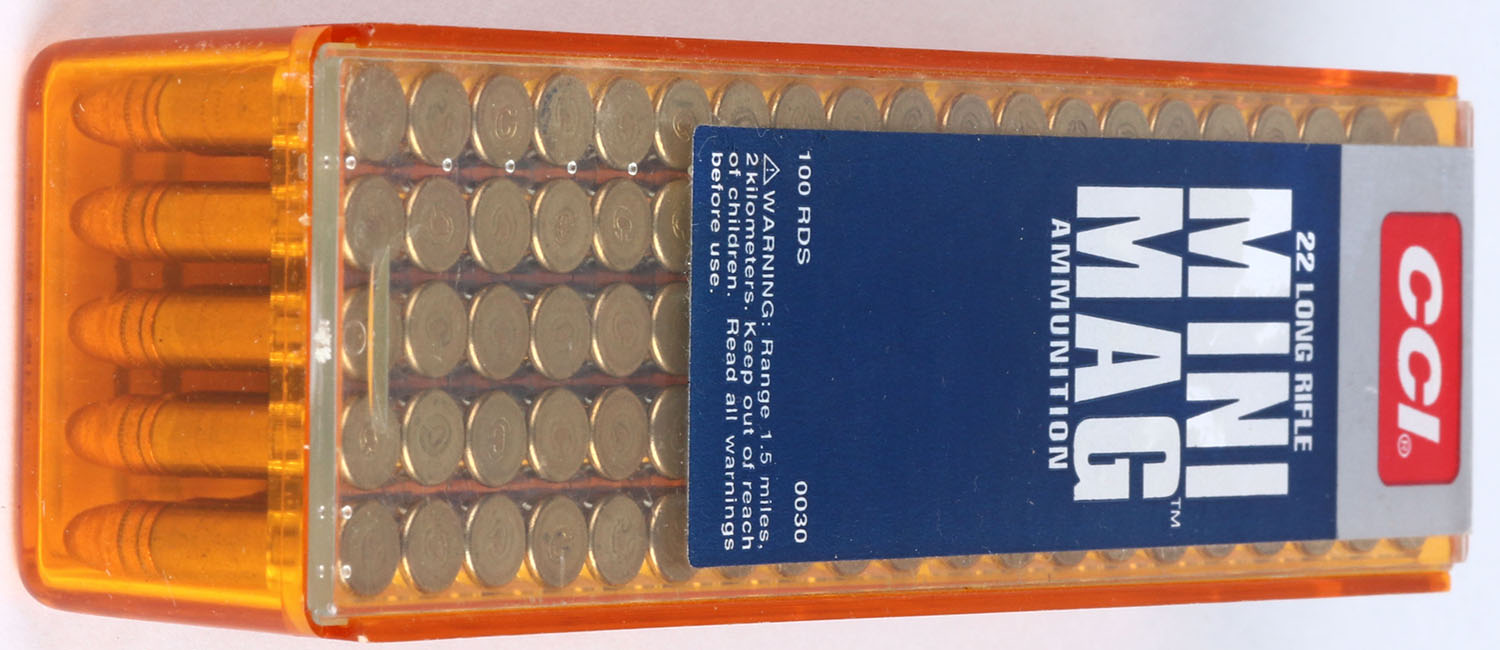 CCI®
22 LONG RIFLE
MINI
MAG™
AMMUNITION
100 RDS 0030
⚠WARNING: Range 1.5 miles,
2 kilometers. Keep out of reach
of children. Read all warnings
before use.